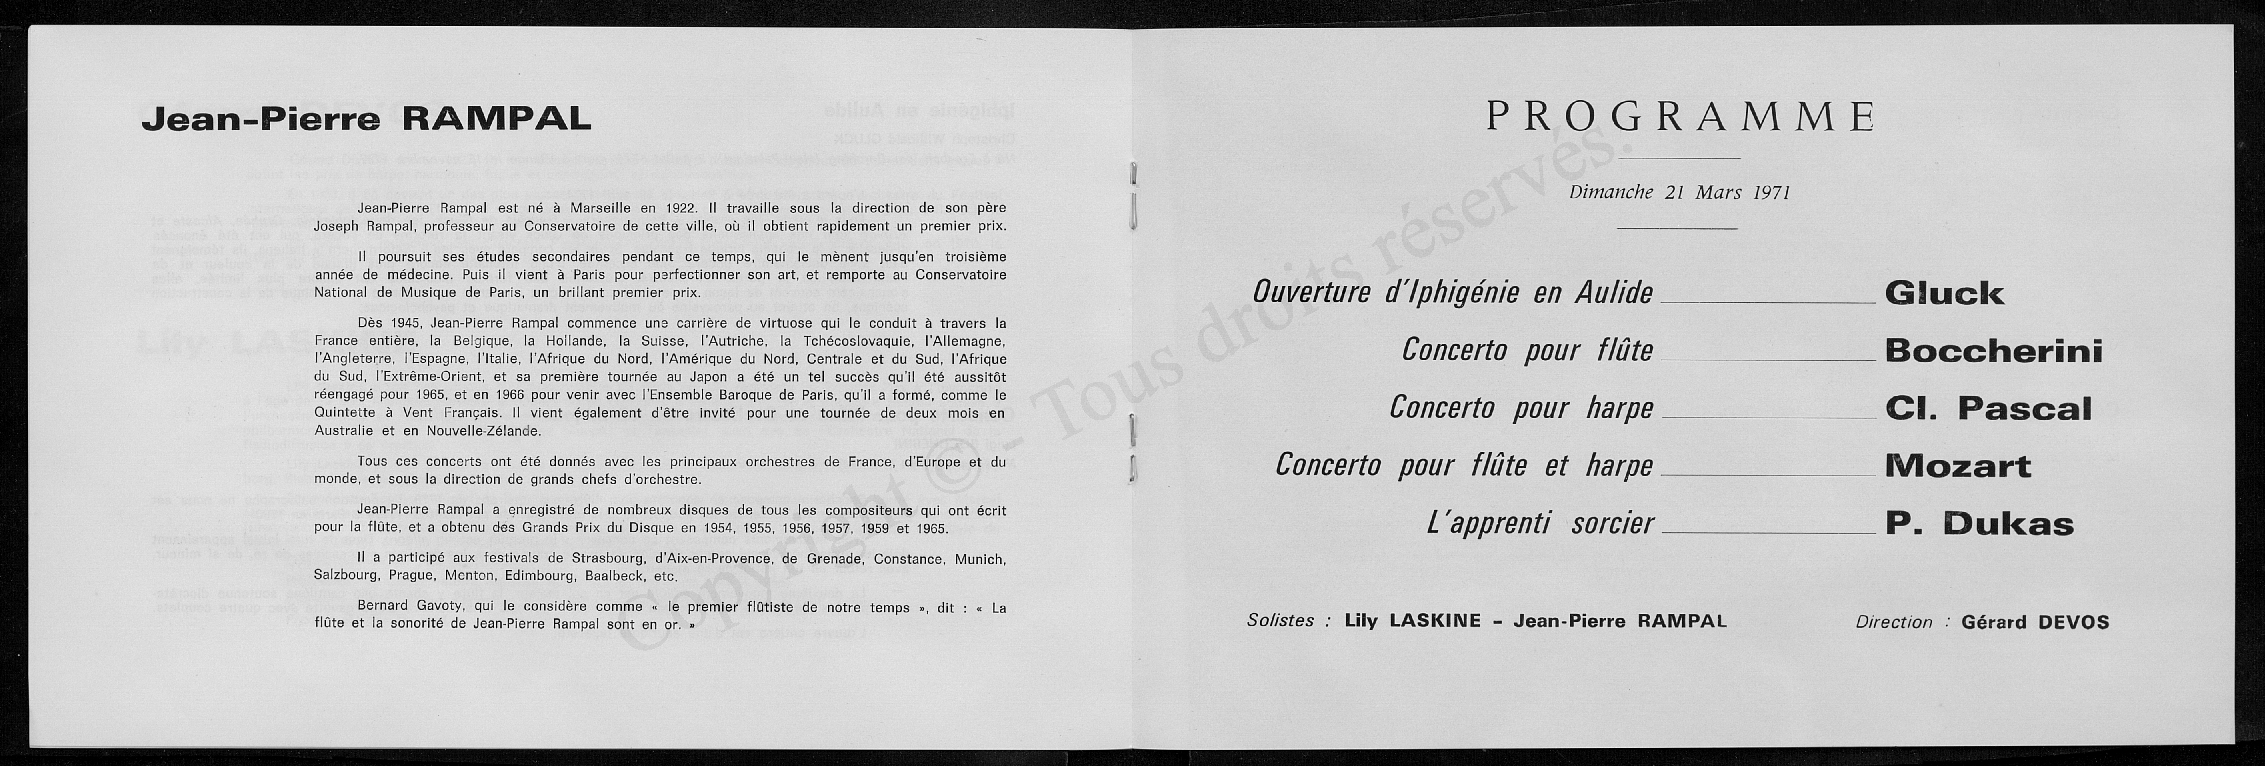 Jean-Pierre RAMPAL
Jean-Pierre Rampal est né à Marseille en 1922. Il travaille sous la direction de son père
Joseph Rampal, professeur au Conservatoire de cette ville, où il obtient rapidement un premier prix.
Il poursuit ses études secondaires pendant ce temps, qui le mènent jusqu'en troisième
année de médecine. Puis il vient à Paris pour perfectionner son art, et remporte au Conservatoire
National de Musique de Paris, un brillant premier prix.
Dès 1945, Jean-Pierre Rampal commence une carrière de virtuose qui le conduit à travers la
France entière, la Belgique, la Hollande, la Suisse, l'Autriche, la Tchécoslovaquie, l'Allemagne,
l'Angleterre, l'Espagne, l'Italie, l'Afrique du Nord, l'Amérique du Nord, Centrale et du Sud, l'Afrique
du Sud, l'Extrême-Orient, et sa première tournée au Japon a été un tel succès qu'il été aussitôt
réengagé pour 1965, et en 1966 pour venir avec l'Ensemble Baroque de Paris, qu'il a formé, comme le
Quintette à Vent Français. Il vient également d'être invité pour une tournée de deux mois en
Australie et en Nouvelle-Zélande.
Tous ces concerts ont été donnés avec les principaux orchestres de France, d'Europe et du
monde, et sous la direction de grands chefs d'orchestre.
Jean-Pierre Rampal a enregistré de nombreux disques de tous les compositeurs qui ont écrit
pour la flûte, et a obtenu des Grands Prix du Disque en 1954, 1955, 1956, 1957, 1959 et 1965.
Il a participé aux festivals de Strasbourg, d'Aix-en-Provence, de Grenade, Constance, Munich,
Salzbourg, Prague, Menton, Edimbourg, Baalbeck, etc.
Bernard Gavoty, qui le considère comme « le premier flûtiste de notre temps », dit : « La
flûte et la sonorité de Jean-Pierre Rampal sont en or. »
PROGRAMME
Dimanche 21 Mars 1971
Ouverture d'Iphigénie en Aulide Gluck
Concerto pour flûte Boccherini
Concerto pour harpe Cl. Pascal
Concerto pour flûte et harpe Mozart
L'apprenti sorcier P. Dukas
Solistes : Lily LASKINE - Jean-Pierre RAMPAL Direction : Gérard DEVOS
Copyright © - Tous droits réservés.